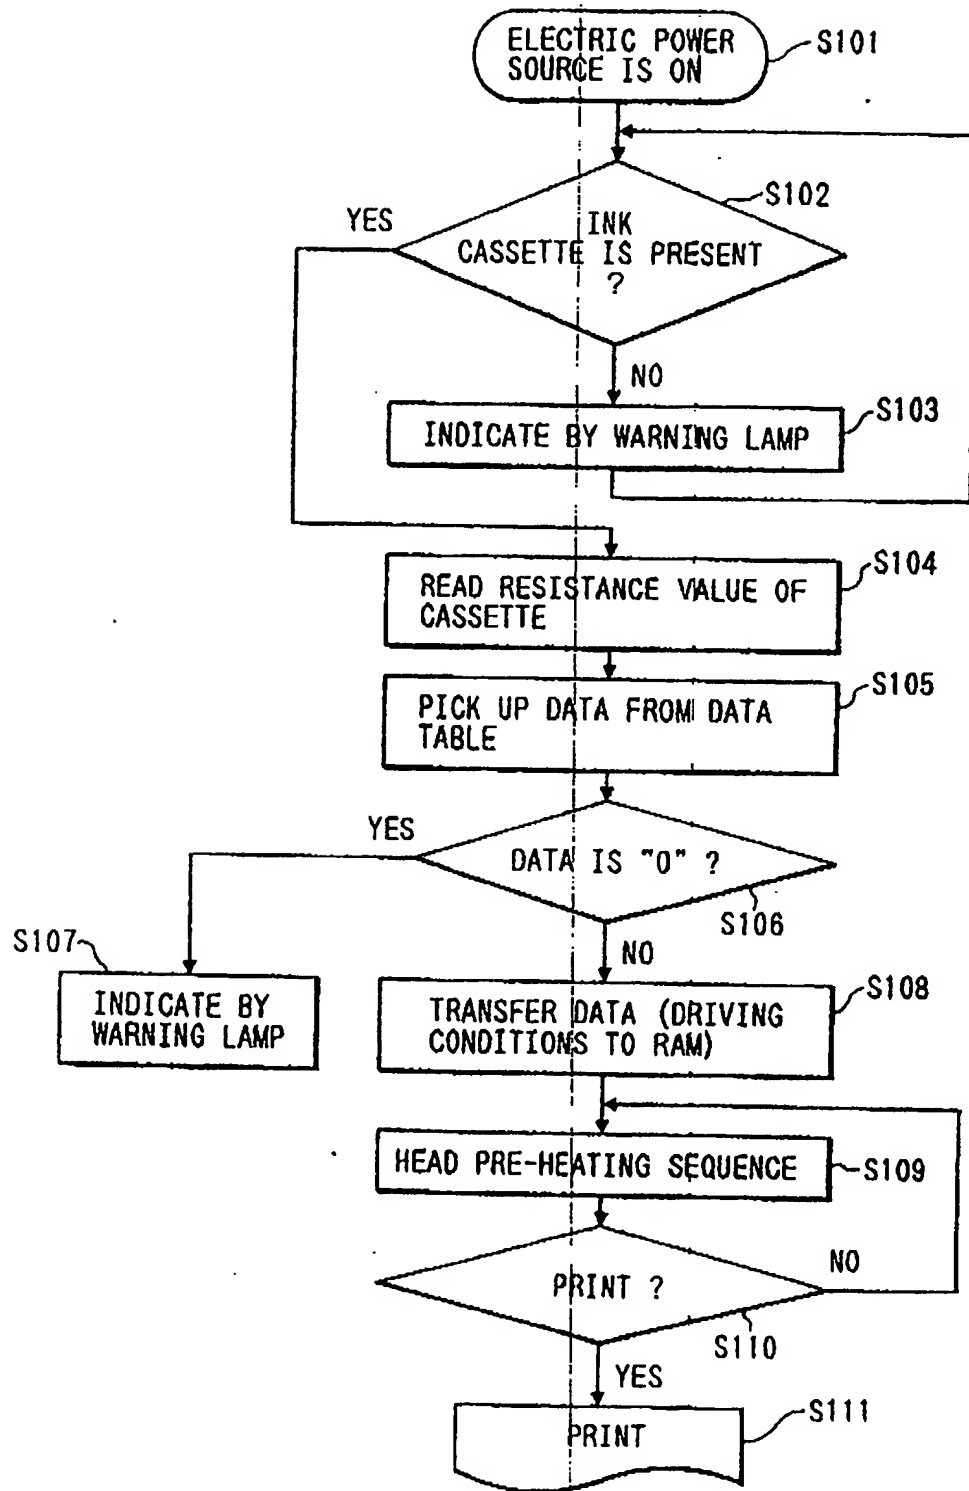 ELECTRIC POWER
SOURCE IS ON
S101
S102
YES
INK
CASSETTE IS PRESENT
?
NO
S103
INDICATE BY WARNING LAMP
S104
READ RESISTANCE VALUE OF
CASSETTE
S105
PICK UP DATA FROM DATA
TABLE
YES
DATA IS "0" ?
S106
NO
S107
INDICATE BY
WARNING LAMP
S108
TRANSFER DATA (DRIVING
CONDITIONS TO RAM)
HEAD PRE-HEATING SEQUENCE
S109
NO
PRINT ?
S110
YES
S111
PRINT